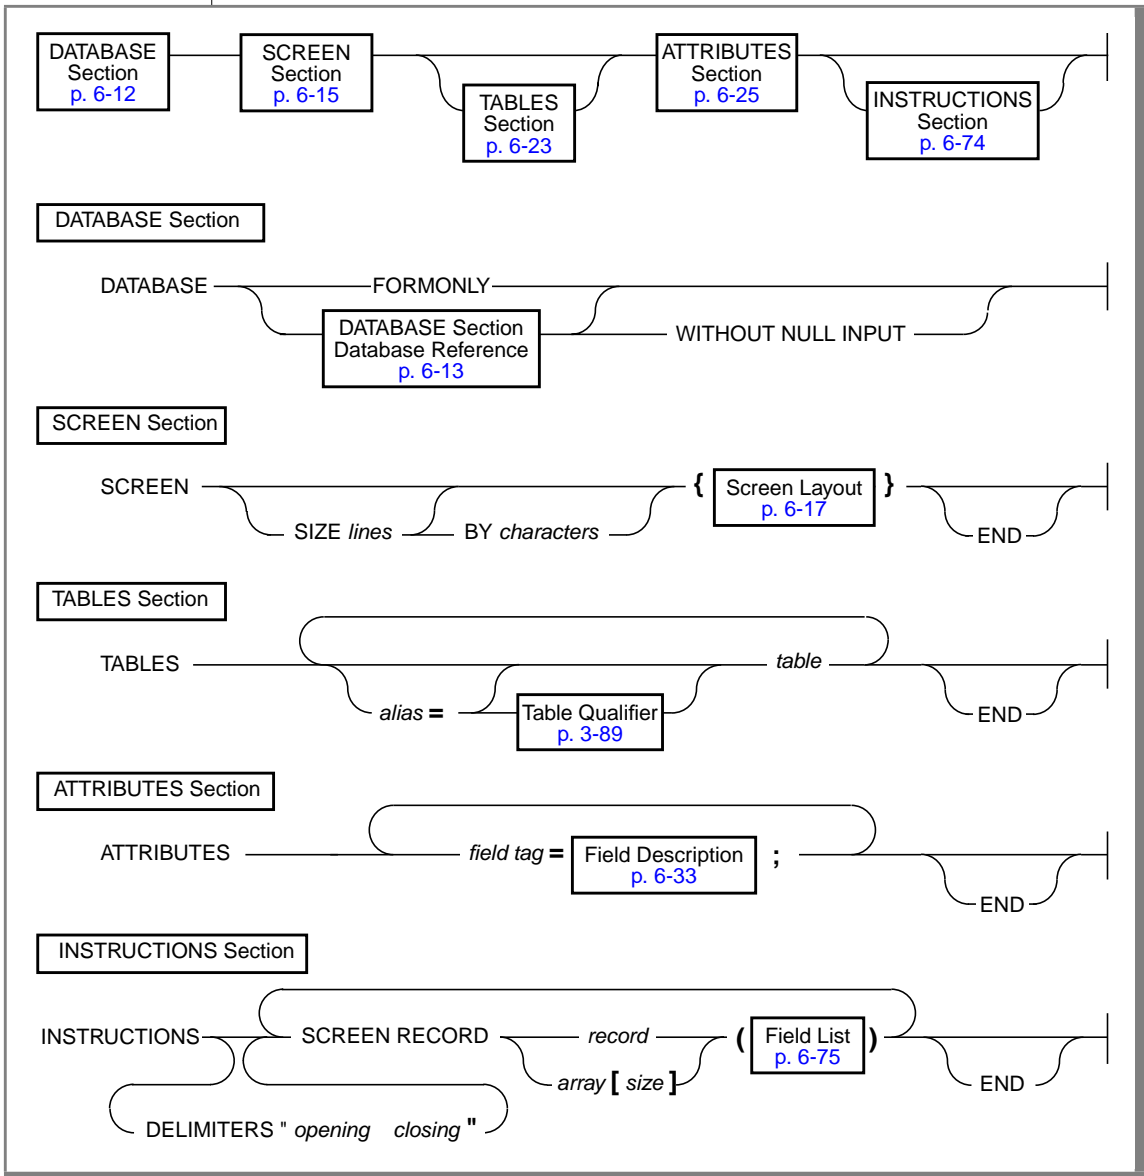 DATABASE
Section
p. 6-12
SCREEN
Section
p. 6-15
TABLES
Section
p. 6-23
ATTRIBUTES
Section
p. 6-25
INSTRUCTIONS
Section
p. 6-74
DATABASE Section
DATABASE
FORMONLY
DATABASE Section
Database Reference
p. 6-13
WITHOUT NULL INPUT
SCREEN Section
SCREEN
SIZE lines
BY characters
{
Screen Layout
p. 6-17
}
END
TABLES Section
TABLES
alias =
Table Qualifier
p. 3-89
table
END
ATTRIBUTES Section
ATTRIBUTES
field tag =
Field Description
p. 6-33
;
END
INSTRUCTIONS Section
INSTRUCTIONS
SCREEN RECORD
record
array [ size ]
(
Field List
p. 6-75
)
END
DELIMITERS " opening closing "